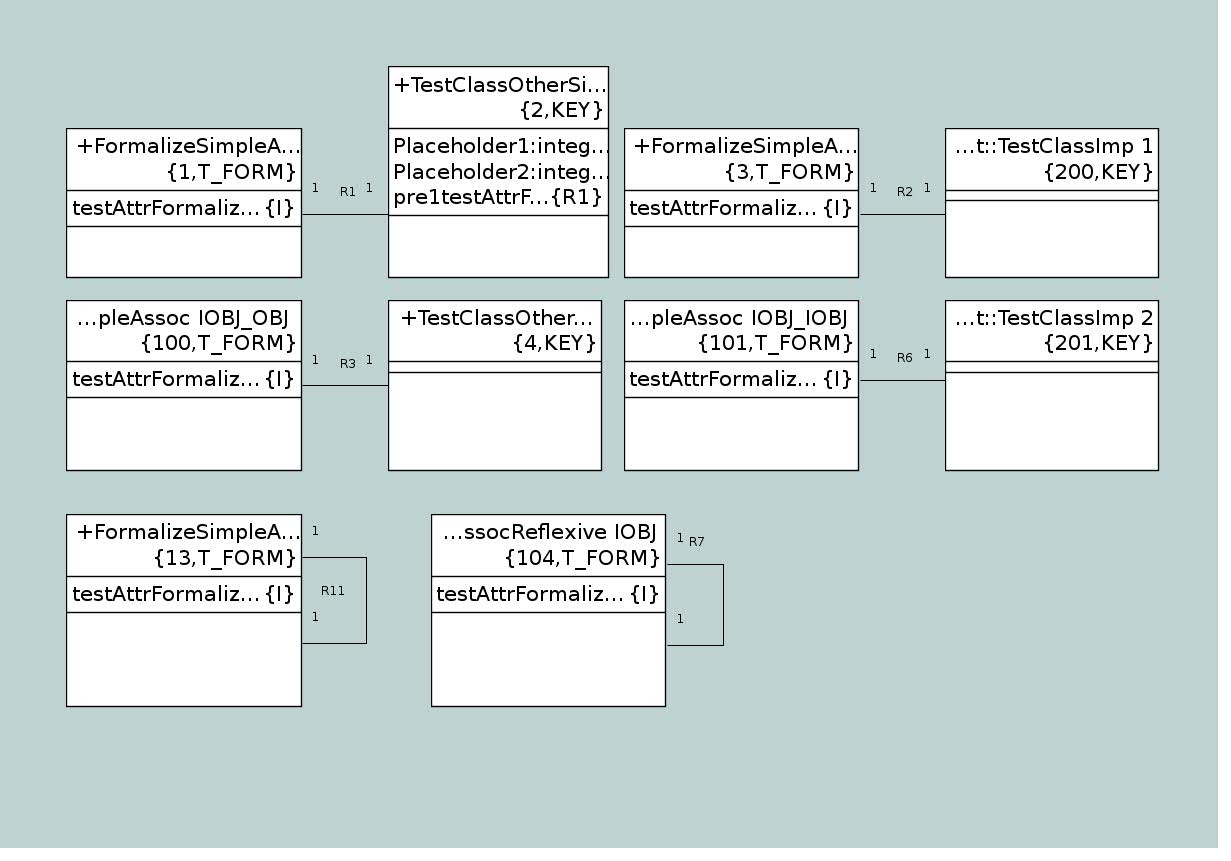 +TestClassOtherSi...
{2,KEY}
Placeholder1:integ...
Placeholder2:integ...
pre1testAttrF...{R1}
+FormalizeSimpleA...
{1,T_FORM}
testAttrFormaliz... {I}
1 R1 1
+FormalizeSimpleA...
{3,T_FORM}
testAttrFormaliz... {I}
1 R2 1
...t::TestClassImp 1
{200,KEY}
...pleAssoc IOBJ_OBJ
{100,T_FORM}
testAttrFormaliz... {I}
1 R3 1
+TestClassOther...
{4,KEY}
...pleAssoc IOBJ_IOBJ
{101,T_FORM}
testAttrFormaliz... {I}
1 R6 1
...t::TestClassImp 2
{201,KEY}
+FormalizeSimpleA...
{13,T_FORM}
testAttrFormaliz... {I}
1
R11
1
...ssocReflexive IOBJ
{104,T_FORM}
testAttrFormaliz... {I}
1 R7
1